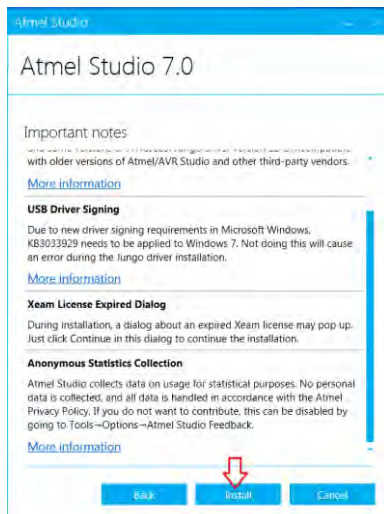 Atmel Studio
Atmel Studio 7.0
Important notes
with older versions of Atmel/AVR Studio and other third-party vendors.
More information
USB Driver Signing
Due to new driver signing requirements in Microsoft Windows,
KB3033929 needs to be applied to Windows 7. Not doing this will cause
an error during the Jungo driver installation.
More information
Xeam License Expired Dialog
During installation, a dialog about an expired Xeam license may pop up.
Just click Continue in this dialog to continue the installation.
Anonymous Statistics Collection
Atmel Studio collects data on usage for statistical purposes. No personal
data is collected, and all data is handled in accordance with the Atmel
Privacy Policy. If you do not want to contribute, this can be disabled by
going to Tools→Options→Atmel Studio Feedback.
More information
Back Install Cancel